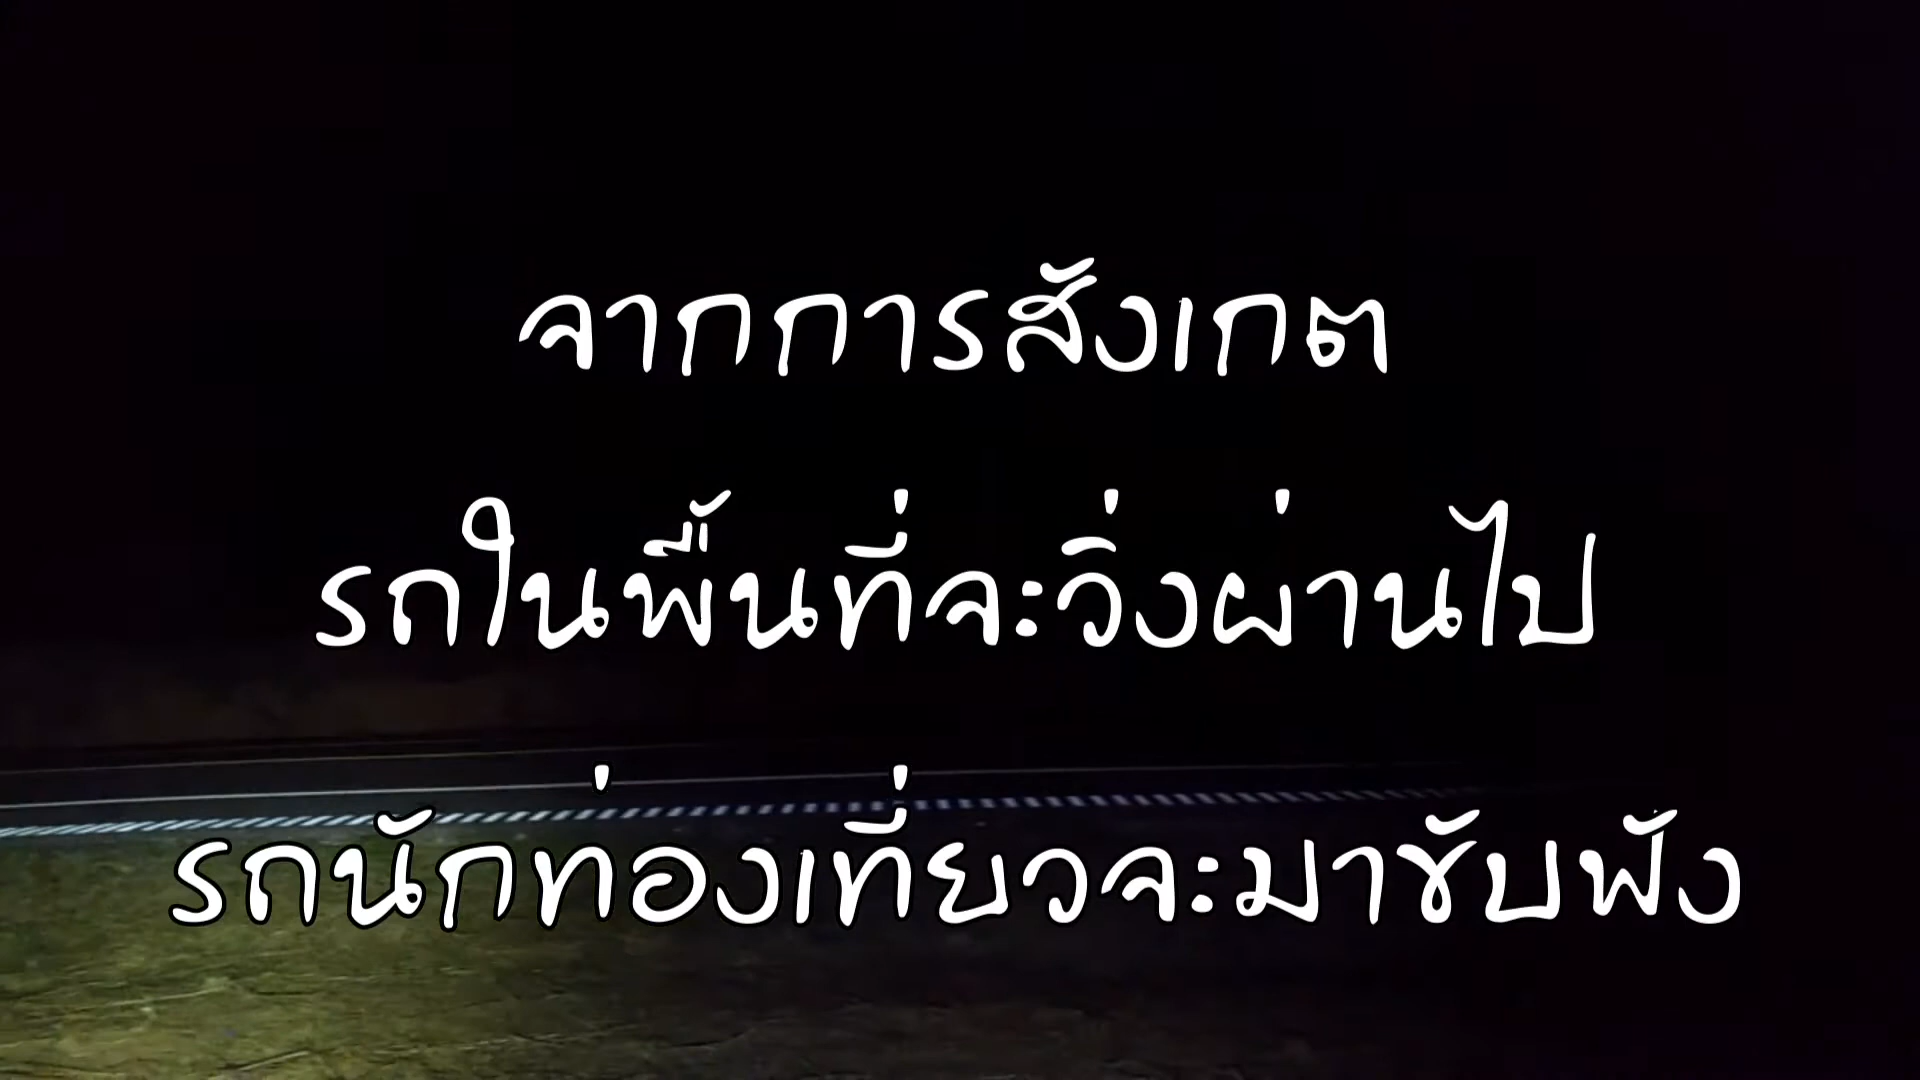 จากการสังเกต
รถในพื้นที่จะวิ่งผ่านไป
รถนักท่องเที่ยวจะมาขับฟัง